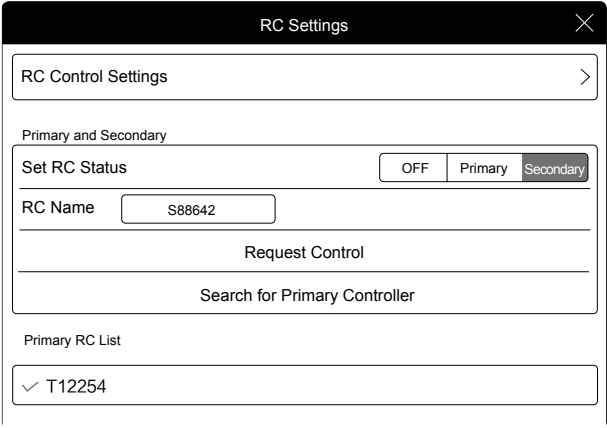 RC Settings
RC Control Settings
Primary and Secondary
Set RC Status OFF Primary Secondary
RC Name S88642
Request Control
Search for Primary Controller
Primary RC List
T12254